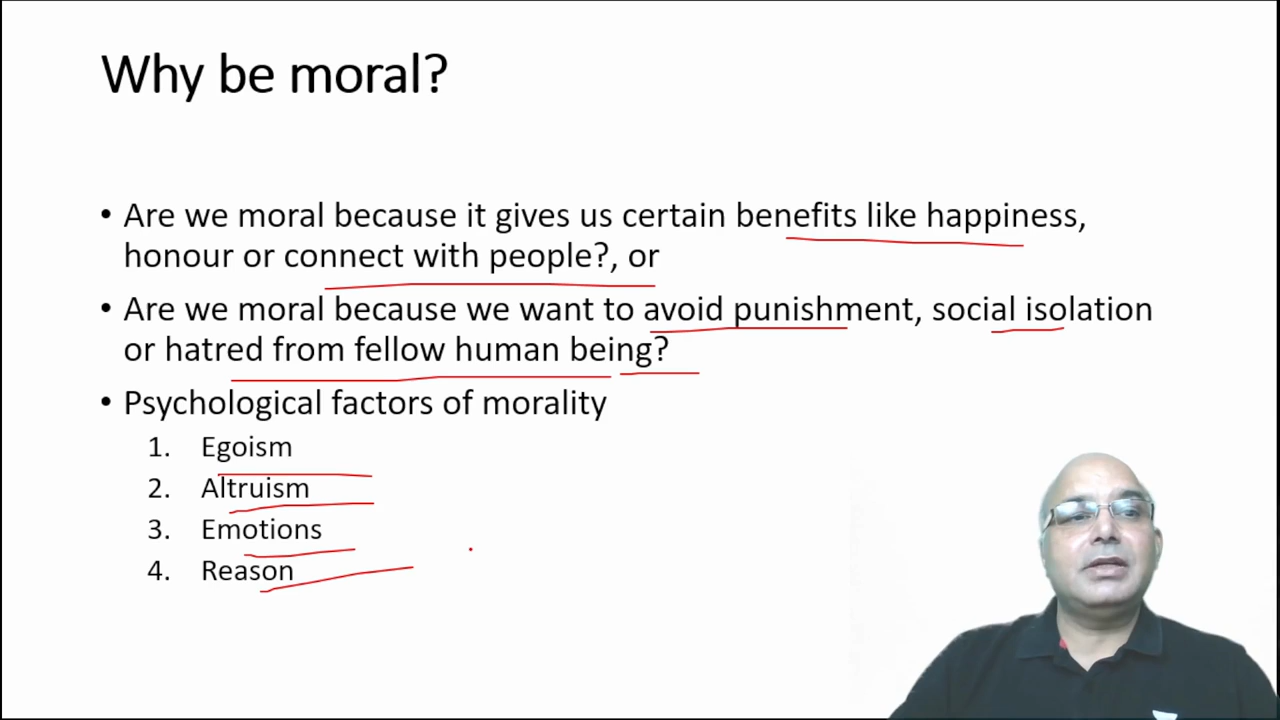 Why be moral?
• Are we moral because it gives us certain benefits like happiness,
honour or connect with people?, or
• Are we moral because we want to avoid punishment, social isolation
or hatred from fellow human being?
• Psychological factors of morality
1. Egoism
2. Altruism
3. Emotions
4. Reason